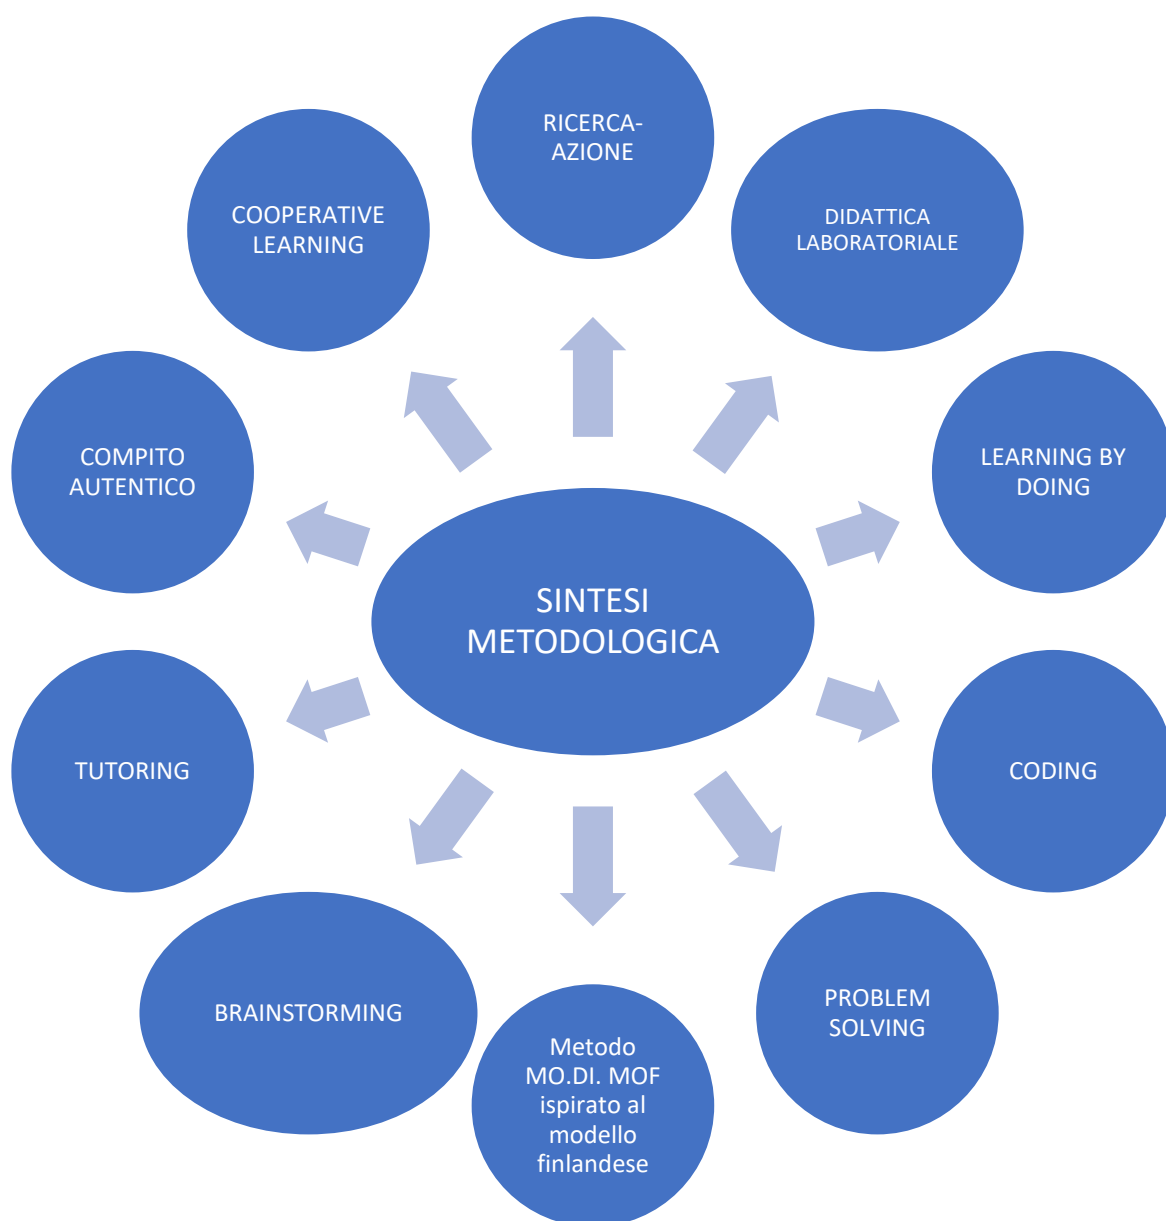 RICERCA-
AZIONE
DIDATTICA
LABORATORIALE
LEARNING BY
DOING
CODING
PROBLEM
SOLVING
Metodo
MO.DI. MOF
ispirato al
modello
finlandese
BRAINSTORMING
TUTORING
COMPITO
AUTENTICO
COOPERATIVE
LEARNING
SINTESI
METODOLOGICA